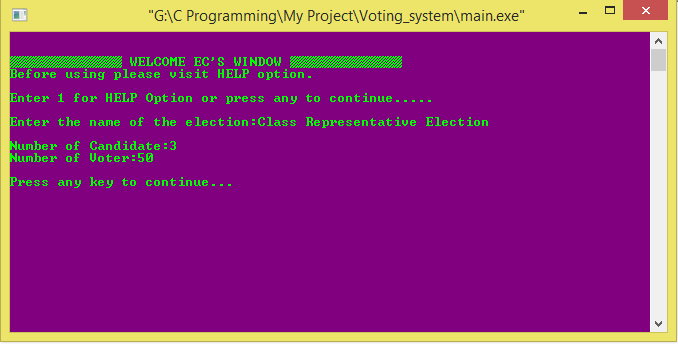 "G:\C Programming\My Project\Voting_system\main.exe"
WELCOME EC'S WINDOW
Before using please visit HELP option.
Enter 1 for HELP Option or press any to continue.....
Enter the name of the election:Class Representative Election
Number of Candidate:3
Number of Voter:50
Press any key to continue...